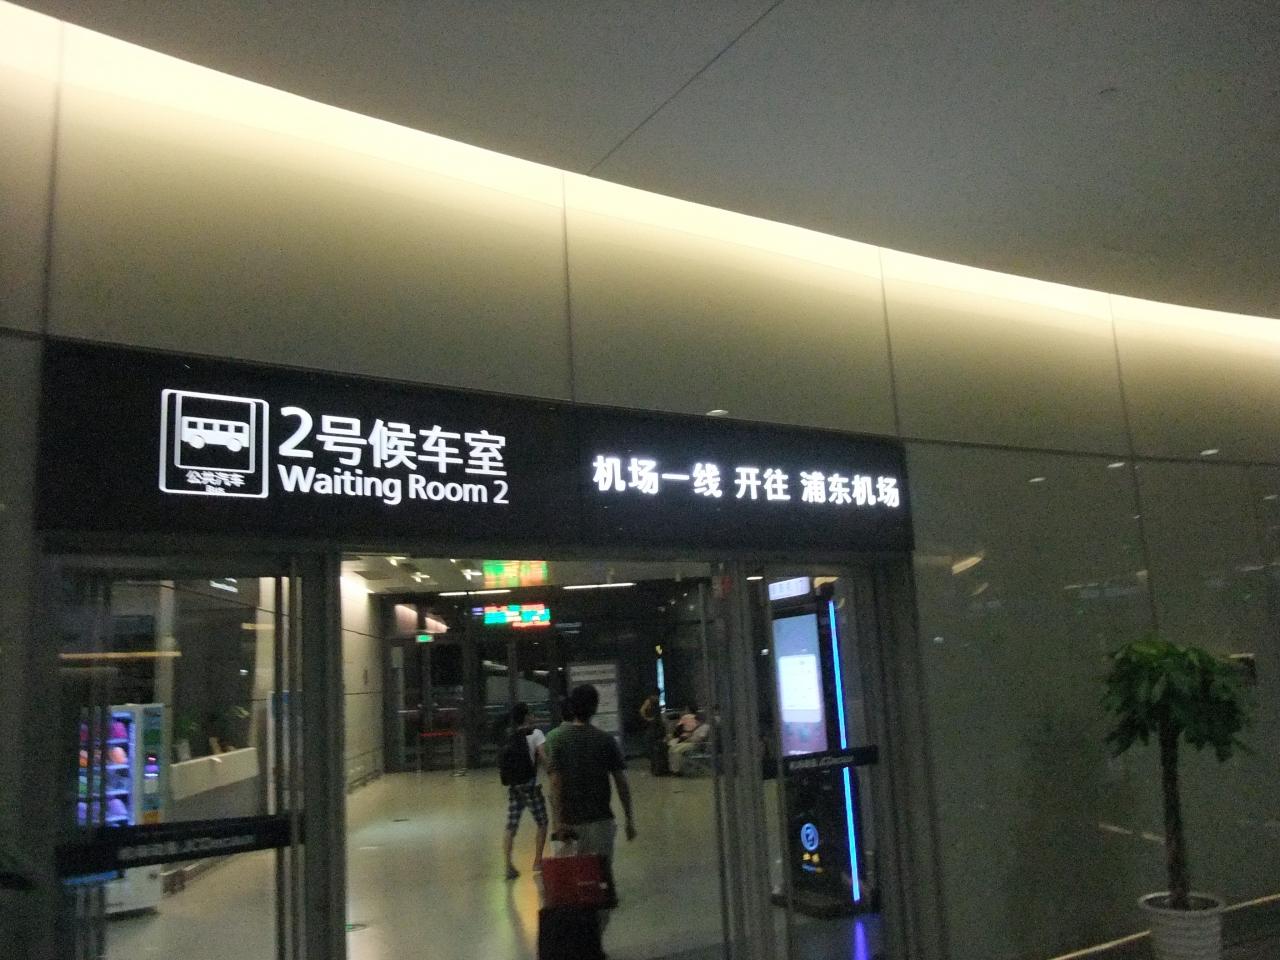 2号候车室
Waiting Room 2
公共汽车
Bus
机场一线 开往 浦东机场